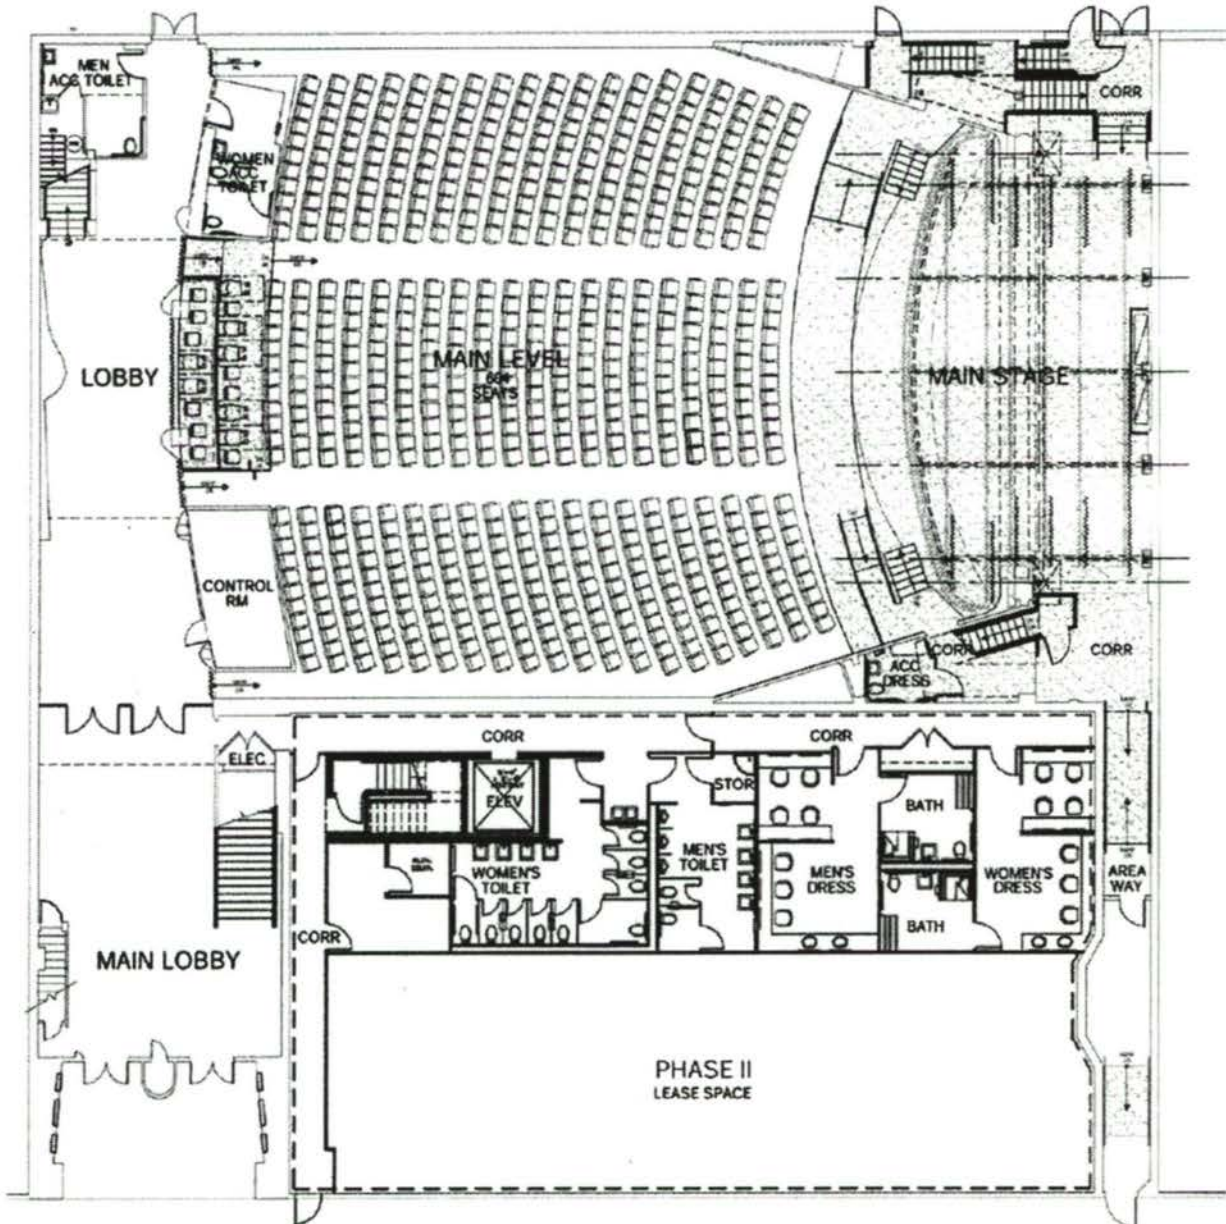 MEN
ACC TOILET
WOMEN
ACC
TOILET
CORR
LOBBY
MAIN LEVEL
SEATS
MAIN STAGE
CONTROL
RM
CORR
ACC
DRESS
CORR
ELEC
CORR
CORR
ELEV
STOR
BATH
WOMEN'S
TOILET
MEN'S
TOILET
MEN'S
DRESS
WOMEN'S
DRESS
AREA
WAY
BATH
CORR
MAIN LOBBY
PHASE II
LEASE SPACE